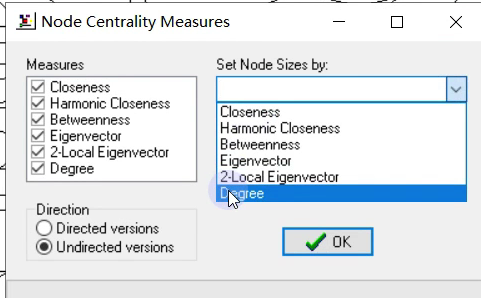 Node Centrality Measures
Measures
Closeness
Harmonic Closeness
Betweenness
Eigenvector
2-Local Eigenvector
Degree
Set Node Sizes by:
Closeness
Harmonic Closeness
Betweenness
Eigenvector
2-Local Eigenvector
Degree
Direction
Directed versions
Undirected versions
OK